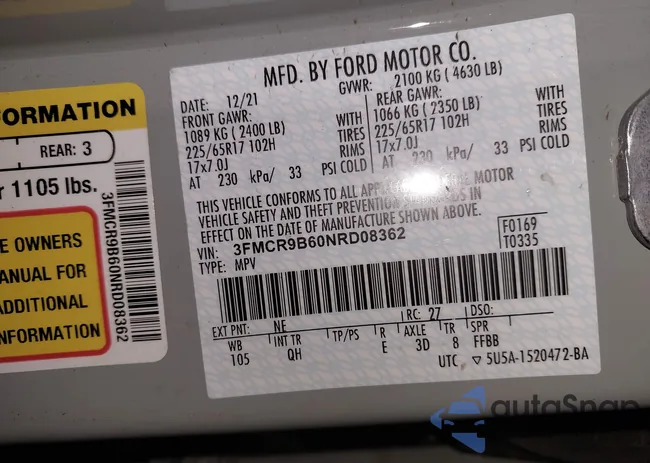 FORMATION
REAR: 3
r 1105 lbs.
E OWNERS
MANUAL FOR
ADDITIONAL
INFORMATION
3FMCR9B60NRD08362
MFD. BY FORD MOTOR CO.
DATE: 12/21 GVWR: 2100 KG ( 4630 LB)
FRONT GAWR: WITH REAR GAWR: WITH
1089 KG ( 2400 LB) TIRES 1066 KG ( 2350 LB) TIRES
225/65R17 102H RIMS 225/65R17 102H RIMS
17x7.0J 17x7.0J
AT 230 kPa/ 33 PSI COLD AT 230 kPa/ 33 PSI COLD
THIS VEHICLE CONFORMS TO ALL MOTOR
VEHICLE SAFETY AND THEFT PREVENTION
EFFECT ON THE DATE OF MANUFACTURE SHOWN ABOVE.
VIN: 3FMCR9B60NRD08362 F0169
TYPE: MPV T0335
EXT PNT: NE RC: 27 DSO:
WB INT TR TP/PS R AXLE TR SPR
105 QH E 3D 8 FFBB
UTC ▽ 5U5A-1520472-BA
autoSnap